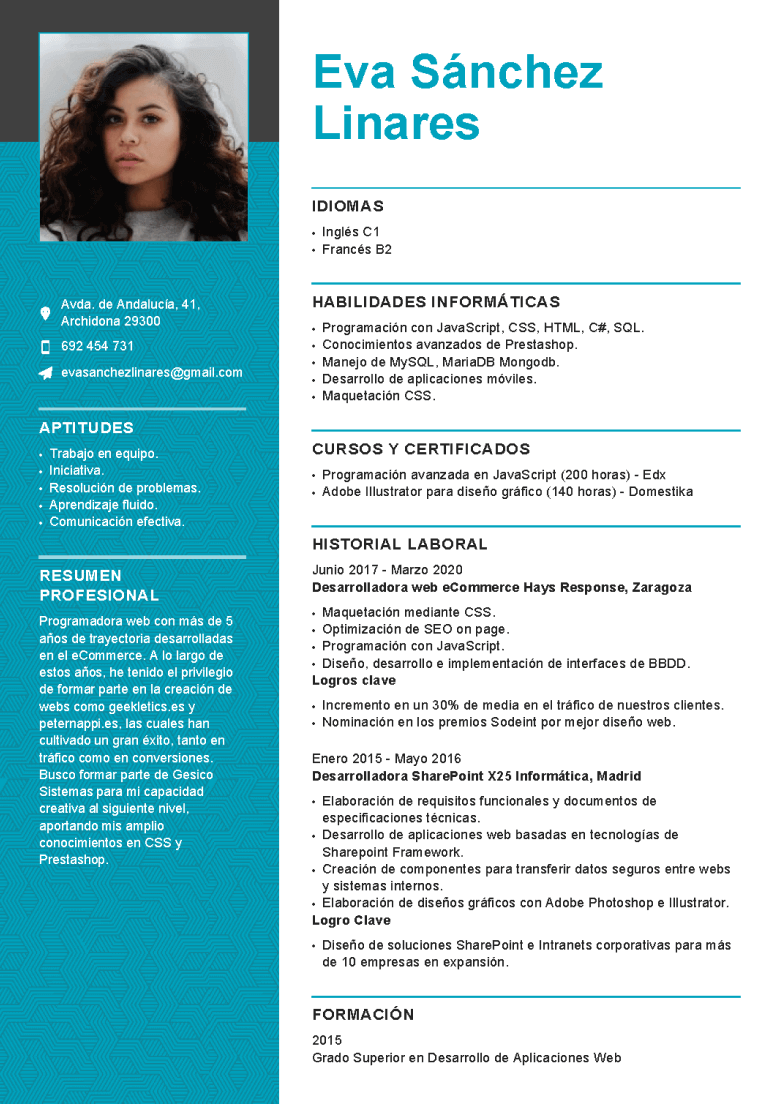 Eva Sánchez
Linares
Avda. de Andalucía, 41,
Archidona 29300
692 454 731
evasanchezlinares@gmail.com
APTITUDES
• Trabajo en equipo.
• Iniciativa.
• Resolución de problemas.
• Aprendizaje fluido.
• Comunicación efectiva.
RESUMEN
PROFESIONAL
Programadora web con más de 5
años de trayectoria desarrolladas
en el eCommerce. A lo largo de
estos años, he tenido el privilegio
de formar parte en la creación de
webs como geekletics.es y
peternappi.es, las cuales han
cultivado un gran éxito, tanto en
tráfico como en conversiones.
Busco formar parte de Gesico
Sistemas para mi capacidad
creativa al siguiente nivel,
aportando mis amplio
conocimientos en CSS y
Prestashop.
IDIOMAS
• Inglés C1
• Francés B2
HABILIDADES INFORMÁTICAS
• Programación con JavaScript, CSS, HTML, C#, SQL.
• Conocimientos avanzados de Prestashop.
• Manejo de MySQL, MariaDB Mongodb.
• Desarrollo de aplicaciones móviles.
• Maquetación CSS.
CURSOS Y CERTIFICADOS
• Programación avanzada en JavaScript (200 horas) - Edx
• Adobe Illustrator para diseño gráfico (140 horas) - Domestika
HISTORIAL LABORAL
Junio 2017 - Marzo 2020
Desarrolladora web eCommerce Hays Response, Zaragoza
• Maquetación mediante CSS.
• Optimización de SEO on page.
• Programación con JavaScript.
• Diseño, desarrollo e implementación de interfaces de BBDD.
Logros clave
• Incremento en un 30% de media en el tráfico de nuestros clientes.
• Nominación en los premios Sodeint por mejor diseño web.
Enero 2015 - Mayo 2016
Desarrolladora SharePoint X25 Informática, Madrid
• Elaboración de requisitos funcionales y documentos de
especificaciones técnicas.
• Desarrollo de aplicaciones web basadas en tecnologías de
Sharepoint Framework.
• Creación de componentes para transferir datos seguros entre webs
y sistemas internos.
• Elaboración de diseños gráficos con Adobe Photoshop e Illustrator.
Logro Clave
• Diseño de soluciones SharePoint e Intranets corporativas para más
de 10 empresas en expansión.
FORMACIÓN
2015
Grado Superior en Desarrollo de Aplicaciones Web